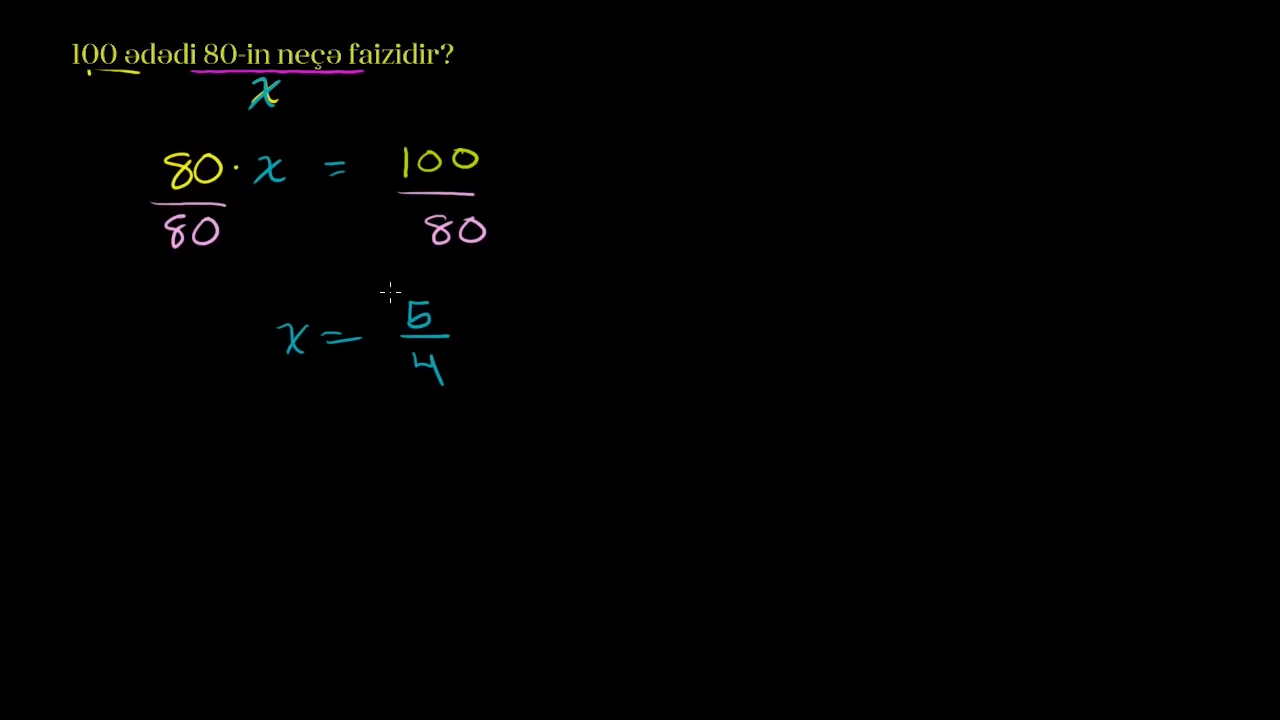 100 ədədi 80-in neçə faizidir?
x
80 · x = 100
80 80
x = 5
4